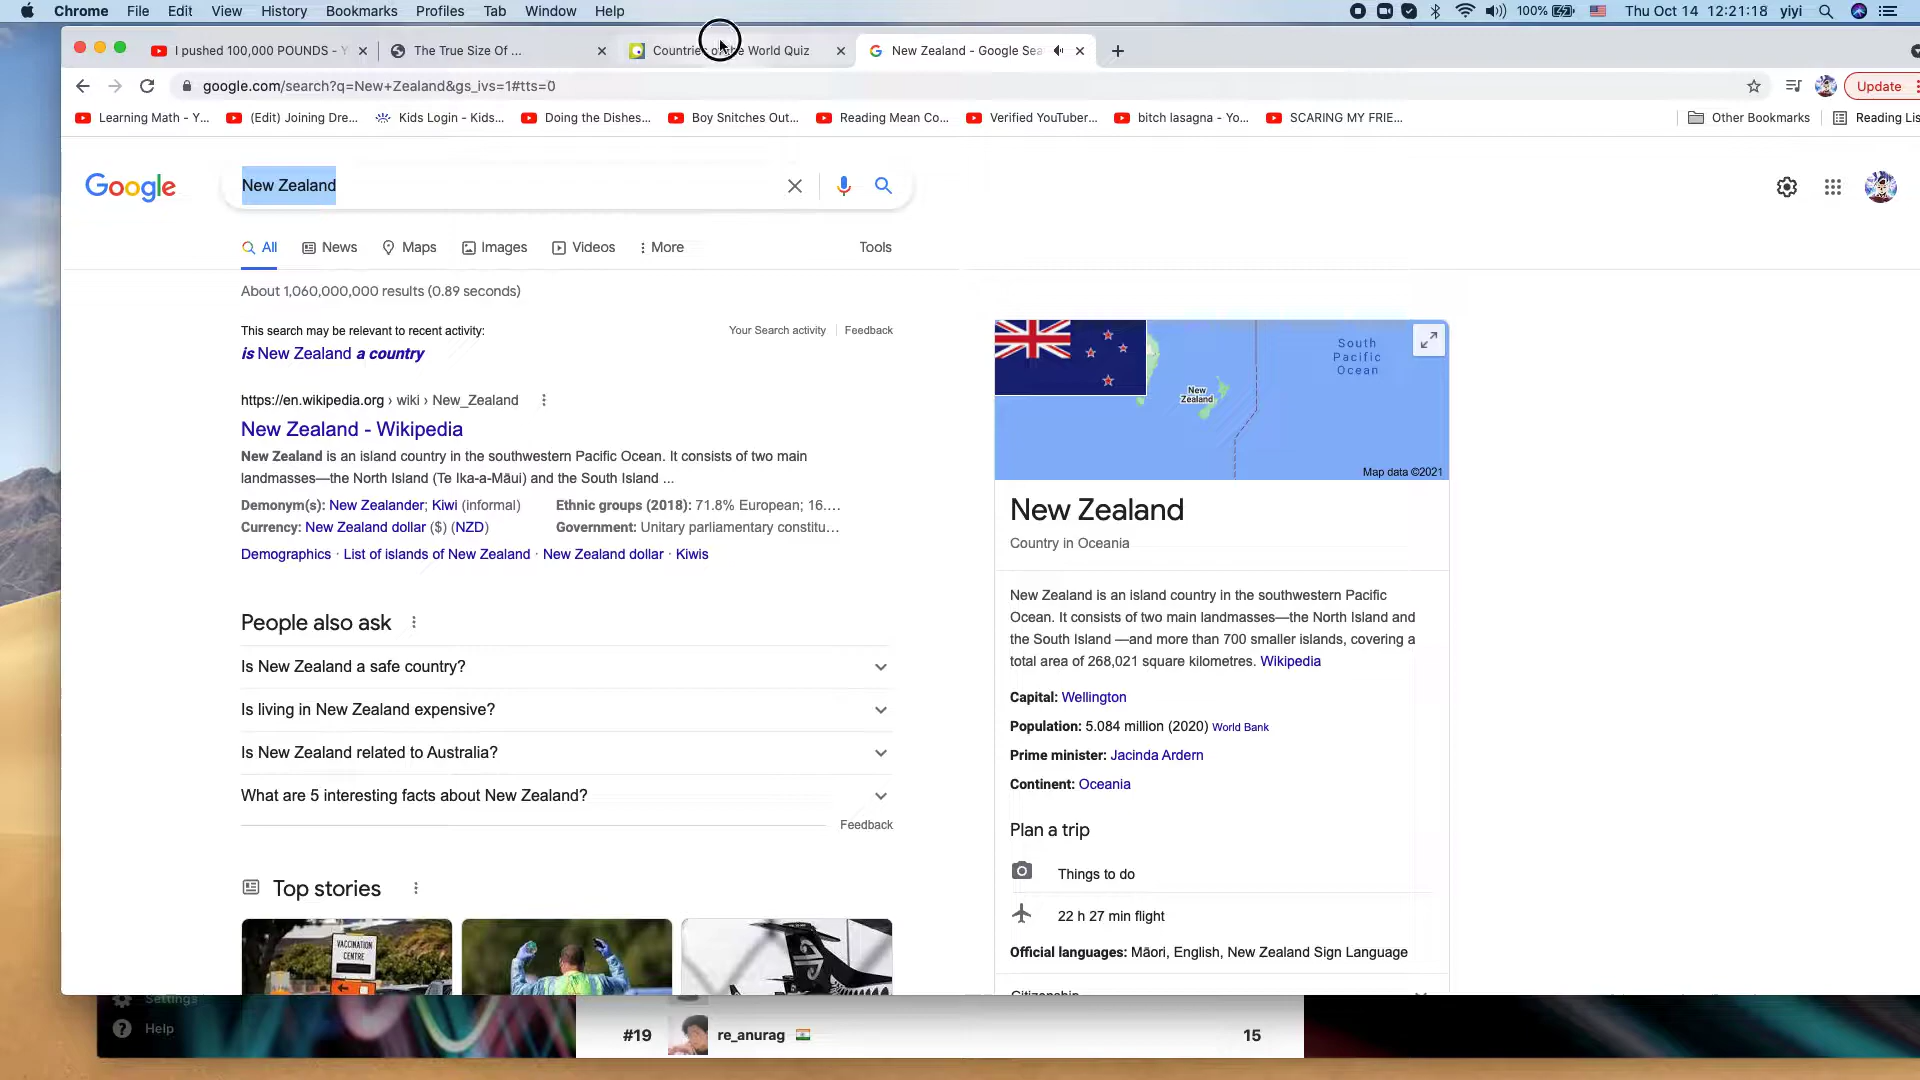 Chrome File Edit View History Bookmarks Profiles Tab Window Help 100% Thu Oct 14 12:21:18 yiyi
I pushed 100,000 POUNDS - Y The True Size Of ... Countries of the World Quiz New Zealand - Google Sea
google.com/search?q=New+Zealand&gs_ivs=1#tts=0 Update
Learning Math - Y... (Edit) Joining Dre... Kids Login - Kids... Doing the Dishes... Boy Snitches Out... Reading Mean Co... Verified YouTuber... bitch lasagna - Yo... SCARING MY FRIE... Other Bookmarks Reading Lis
Google New Zealand
All News Maps Images Videos More Tools
About 1,060,000,000 results (0.89 seconds)
This search may be relevant to recent activity: Your Search activity Feedback
is New Zealand a country
https://en.wikipedia.org › wiki › New_Zealand
New Zealand - Wikipedia
New Zealand is an island country in the southwestern Pacific Ocean. It consists of two main
landmasses—the North Island (Te Ika-a-Māui) and the South Island ...
Demonym(s): New Zealander; Kiwi (informal) Ethnic groups (2018): 71.8% European; 16....
Currency: New Zealand dollar ($) (NZD) Government: Unitary parliamentary constitu...
Demographics · List of islands of New Zealand · New Zealand dollar · Kiwis
People also ask
Is New Zealand a safe country?
Is living in New Zealand expensive?
Is New Zealand related to Australia?
What are 5 interesting facts about New Zealand?
Feedback
Top stories
VACCINATION
CENTRE
South
Pacific
Ocean
New
Zealand
Map data ©2021
New Zealand
Country in Oceania
New Zealand is an island country in the southwestern Pacific
Ocean. It consists of two main landmasses—the North Island and
the South Island —and more than 700 smaller islands, covering a
total area of 268,021 square kilometres. Wikipedia
Capital: Wellington
Population: 5.084 million (2020) World Bank
Prime minister: Jacinda Ardern
Continent: Oceania
Plan a trip
Things to do
22 h 27 min flight
Official languages: Māori, English, New Zealand Sign Language
Citizenship
Settings
Help
#19 re_anurag 15